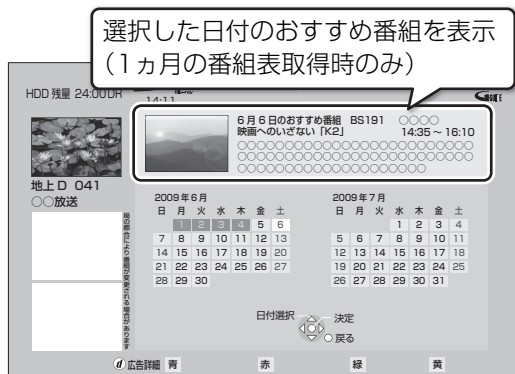 選択した日付のおすすめ番組を表示
（1ヵ月の番組表取得時のみ）
HDD 残量 24:00 DR
14:11
6月6日のおすすめ番組 BS191 ○○○○
映画へのいざない「K2」 14:35～16:10
○○○○○○○○○○○○○○○○○○○○○○○○○○
○○○○○○○○○○○○○○○○○○○○○○○○○○
○○○○○○○○○○○○○○○○○○○○○○○○
地上D 041
○○放送
局の都合により番組が変更される場合があります
2009年6月
日 月 火 水 木 金 土
1 2 3 4 5 6
7 8 9 10 11 12 13
14 15 16 17 18 19 20
21 22 23 24 25 26 27
28 29 30
2009年7月
日 月 火 水 木 金 土
1 2 3 4
5 6 7 8 9 10 11
12 13 14 15 16 17 18
19 20 21 22 23 24 25
26 27 28 29 30 31
日付選択 決定
戻る
d 広告詳細 青 赤 緑 黄